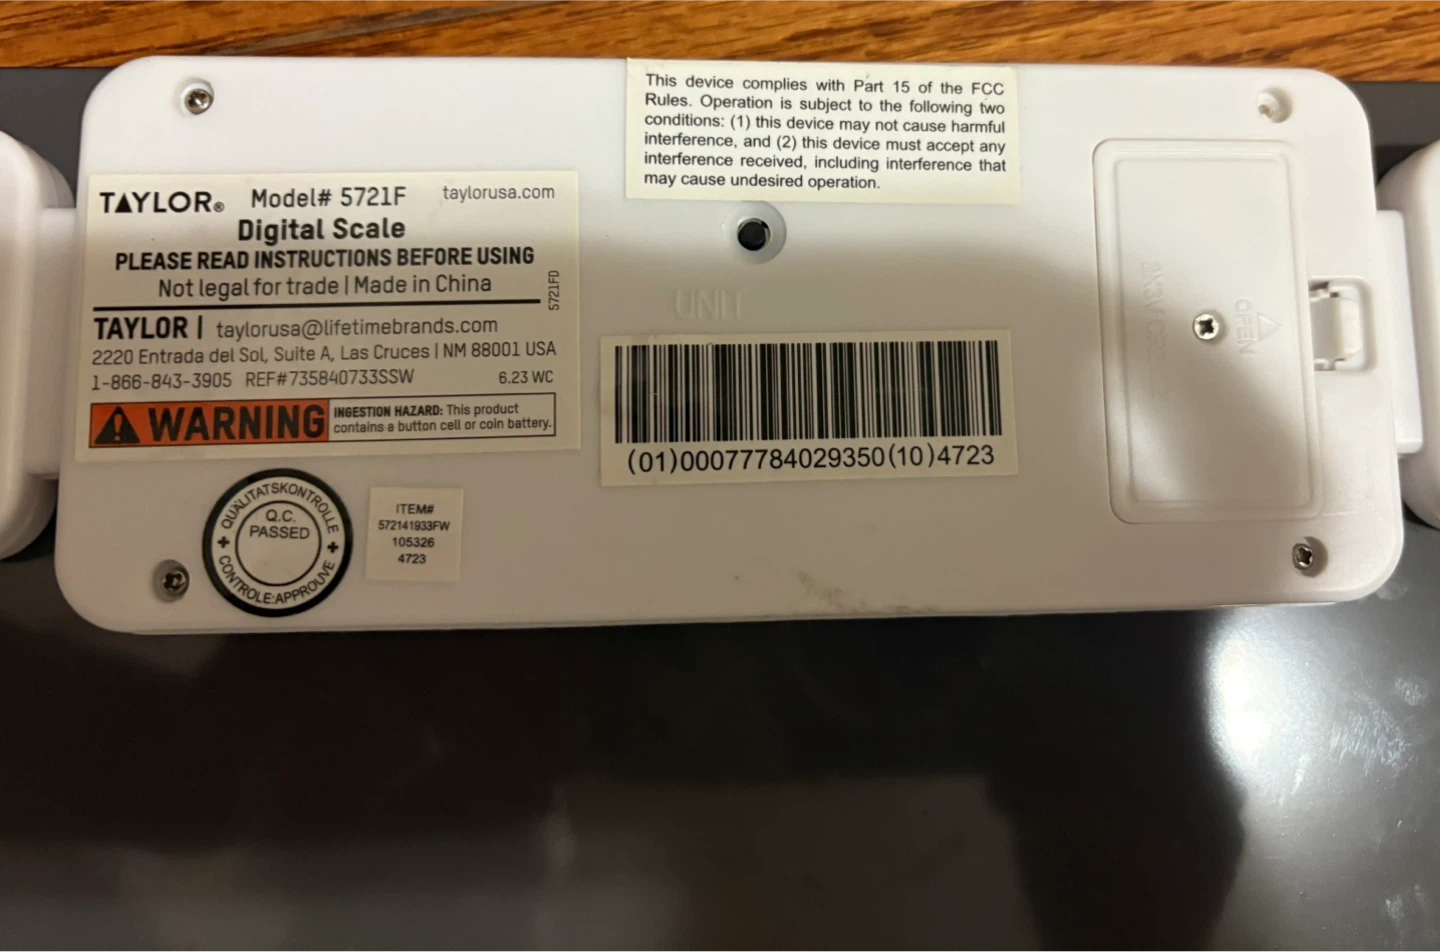 This device complies with Part 15 of the FCC
Rules. Operation is subject to the following two
conditions: (1) this device may not cause harmful
interference, and (2) this device must accept any
interference received, including interference that
may cause undesired operation.
TAYLOR® Model# 5721F taylorusa.com
Digital Scale
PLEASE READ INSTRUCTIONS BEFORE USING
Not legal for trade | Made in China
5721FD
TAYLOR | taylorusa@lifetimebrands.com
2220 Entrada del Sol, Suite A, Las Cruces | NM 88001 USA
1-866-843-3905 REF#735840733SSW 6.23 WC
WARNING
INGESTION HAZARD: This product
contains a button cell or coin battery.
UNIT
(01)00077784029350(10)4723
OPEN
QUALITATSKONTROLLE
Q.C.
PASSED
CONTROLE:APPROUVE
ITEM#
572141933FW
105326
4723